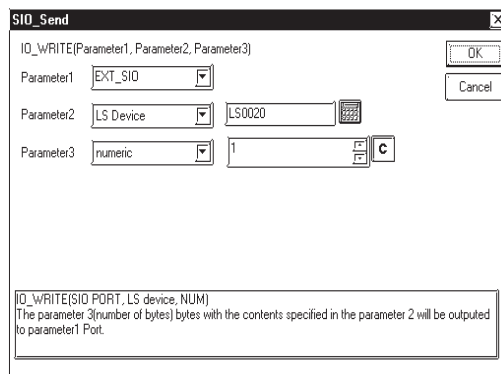 SIO_Send
IO_WRITE(Parameter1, Parameter2, Parameter3)
OK
Parameter1 EXT_SIO
Cancel
Parameter2 LS Device LS0020
Parameter3 numeric 1 C
IO_WRITE(SIO PORT, LS device, NUM)
The parameter 3(number of bytes) bytes with the contents specified in the parameter 2 will be outputed
to parameter1 Port.